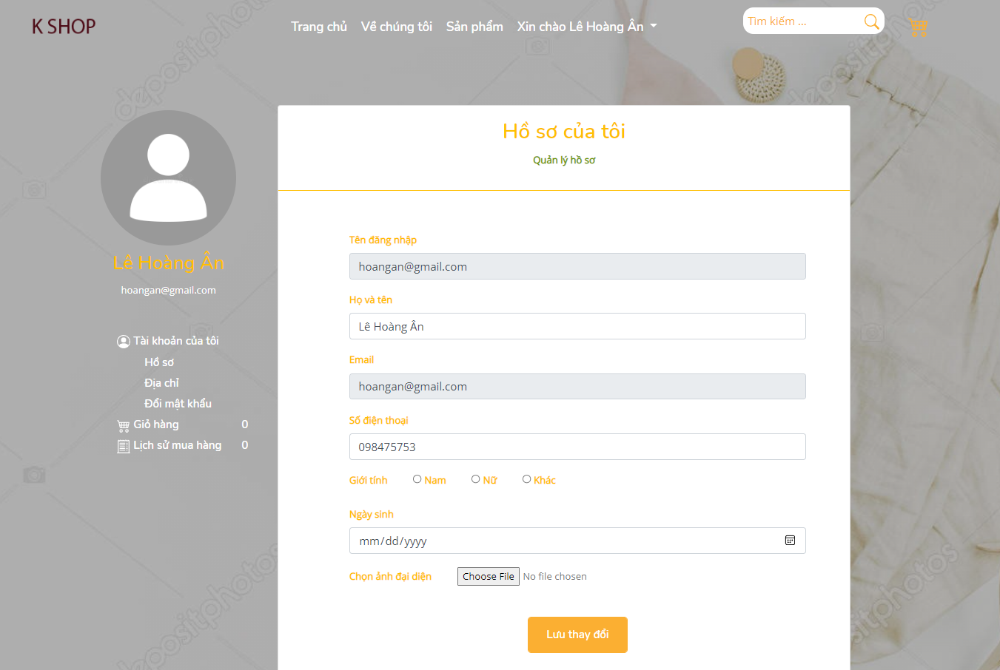 K SHOP
Trang chủ Về chúng tôi Sản phẩm Xin chào Lê Hoàng Ân
Tìm kiếm ...
Lê Hoàng Ân
hoangan@gmail.com
Tài khoản của tôi
Hồ sơ
Địa chỉ
Đổi mật khẩu
Giỏ hàng 0
Lịch sử mua hàng 0
Hồ sơ của tôi
Quản lý hồ sơ
Tên đăng nhập
hoangan@gmail.com
Họ và tên
Lê Hoàng Ân
Email
hoangan@gmail.com
Số điện thoại
098475753
Giới tính Nam Nữ Khác
Ngày sinh
mm/dd/yyyy
Chọn ảnh đại diện Choose File No file chosen
Lưu thay đổi
depositphotos
depositphotos
depositphotos
depositphotos